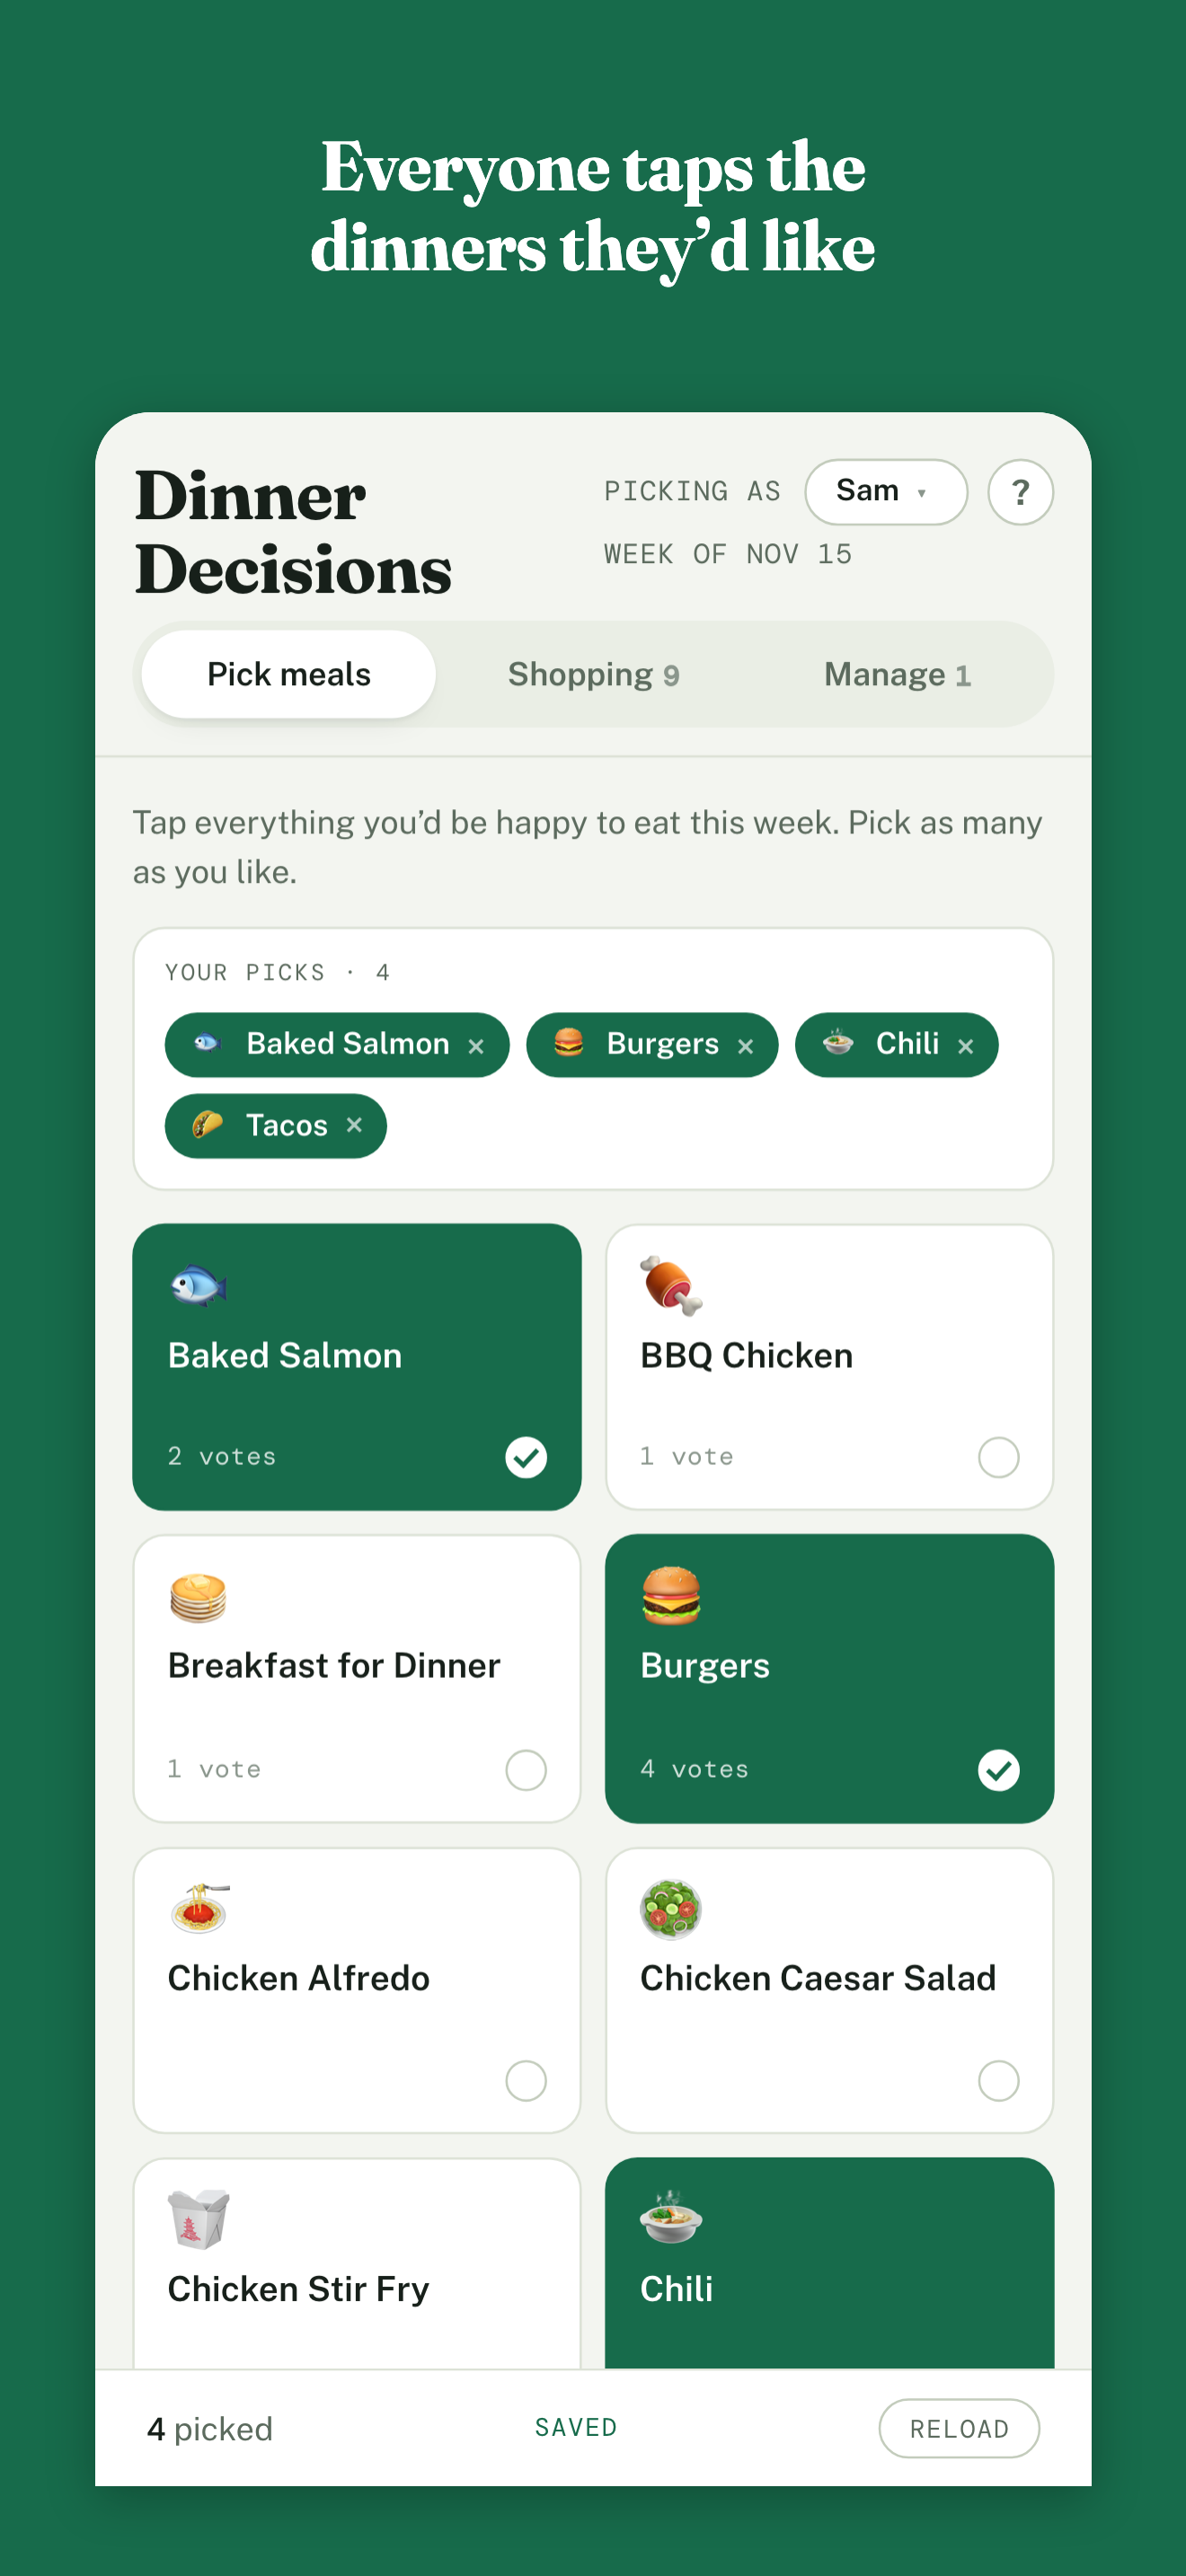 Everyone taps the
dinners they’d like
Dinner
Decisions
PICKING AS Sam ▾ ?
WEEK OF NOV 15
Pick meals Shopping 9 Manage 1
Tap everything you’d be happy to eat this week. Pick as many
as you like.
YOUR PICKS · 4
Baked Salmon × Burgers × Chili ×
Tacos ×
Baked Salmon
2 votes
BBQ Chicken
1 vote
Breakfast for Dinner
1 vote
Burgers
4 votes
Chicken Alfredo
Chicken Caesar Salad
Chicken Stir Fry
Chili
4 picked SAVED RELOAD